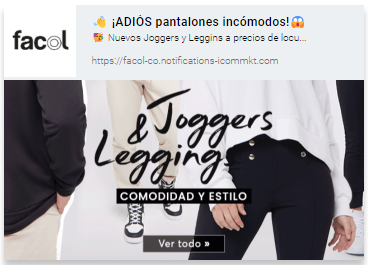 facol
👋 ¡ADIÓS pantalones incómodos!😱
🥳 Nuevos Joggers y Leggins a precios de locu...
https://facol-co.notifications-icommkt.com
Joggers
& Leggings
COMODIDAD Y ESTILO
Ver todo »